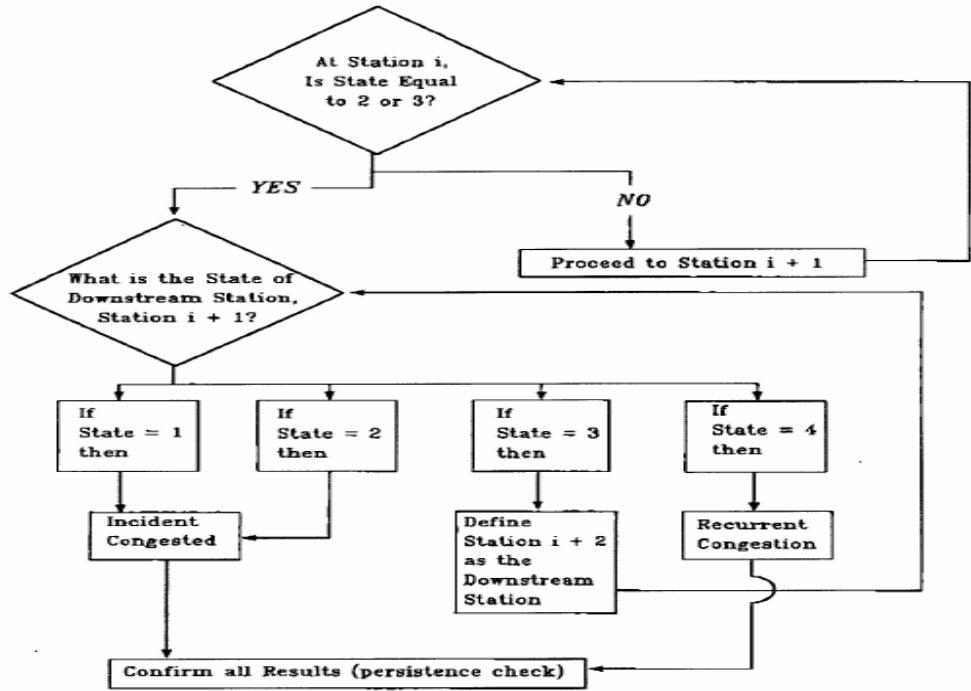 At Station i,
Is State Equal
to 2 or 3?
YES
NO
Proceed to Station i + 1
What is the State of
Downstream Station,
Station i + 1?
If
State = 1
then
If
State = 2
then
If
State = 3
then
If
State = 4
then
Incident
Congested
Define
Station i + 2
as the
Downstream
Station
Recurrent
Congestion
Confirm all Results (persistence check)